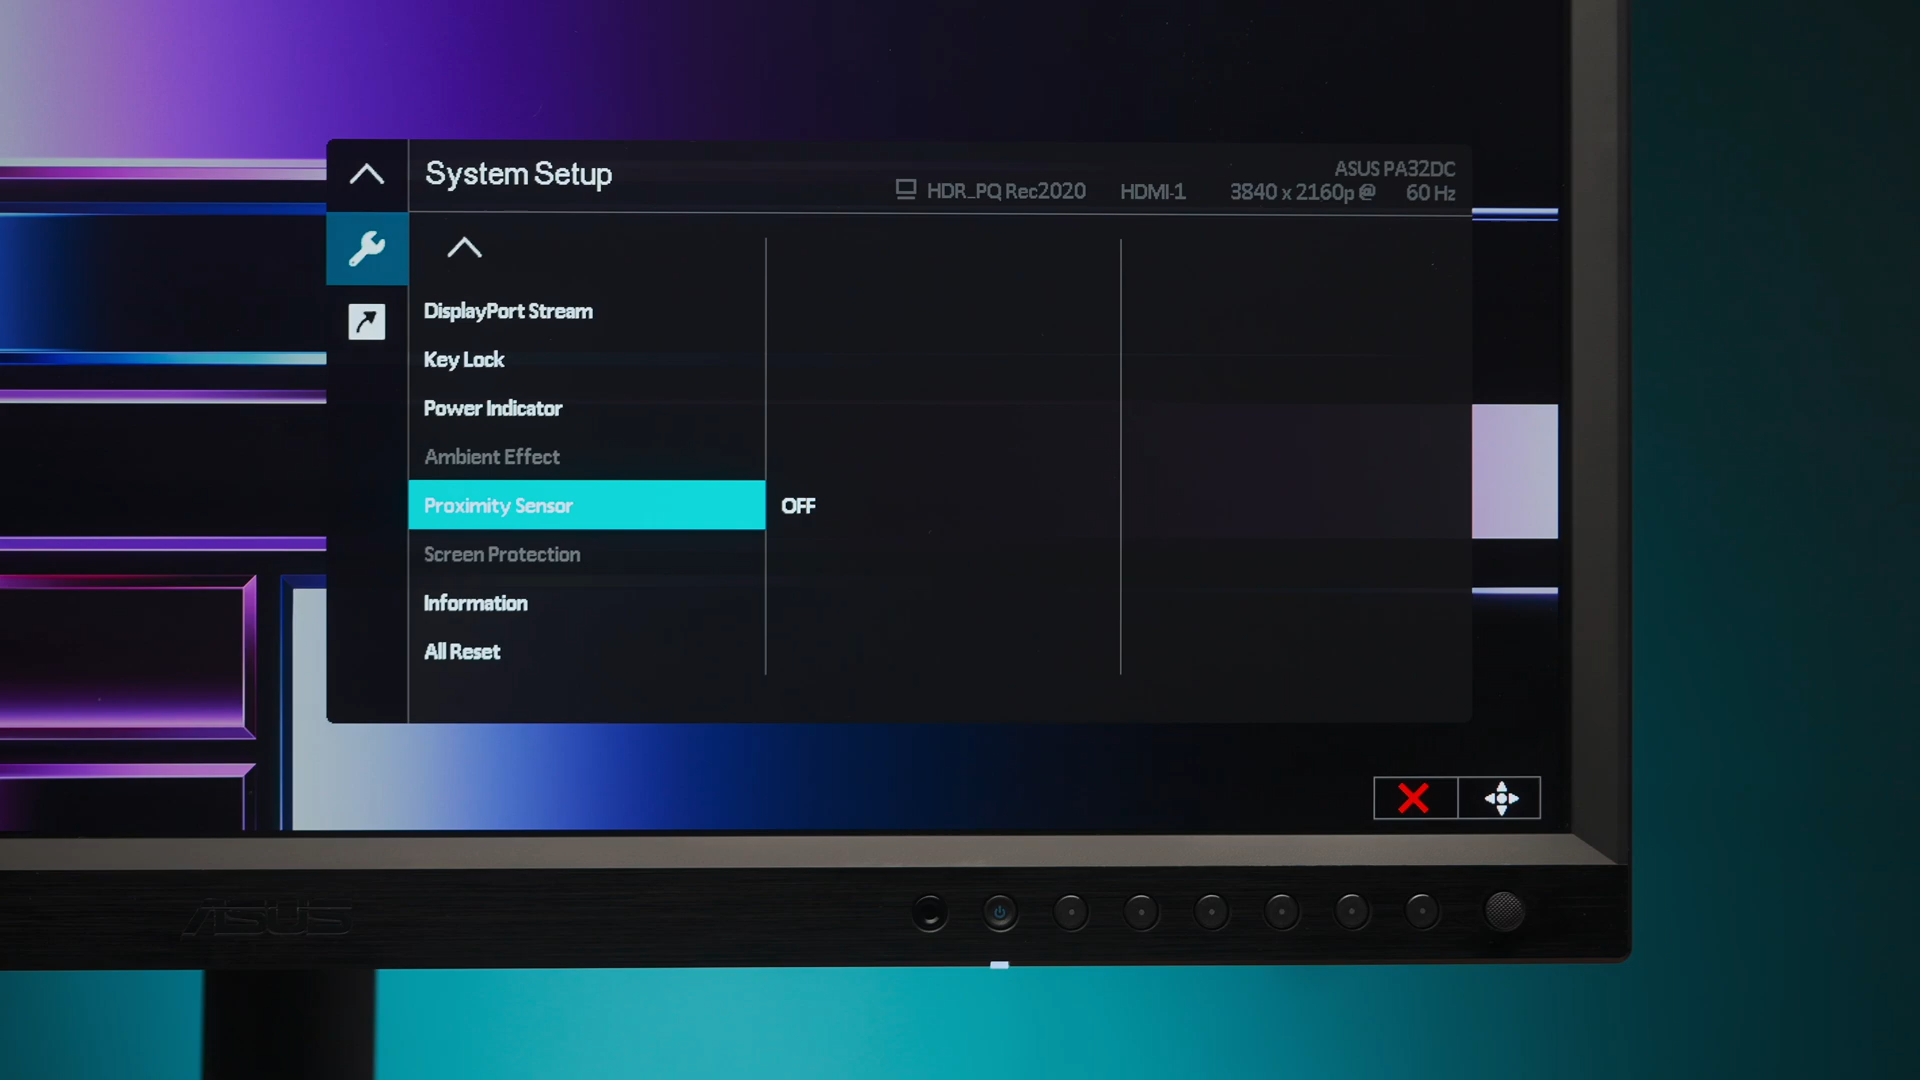 System Setup
ASUS PA32DC
HDR_PQ Rec2020 HDMI-1 3840 x 2160p @ 60 Hz
DisplayPort Stream
Key Lock
Power Indicator
Ambient Effect
Proximity Sensor OFF
Screen Protection
Information
All Reset
ASUS